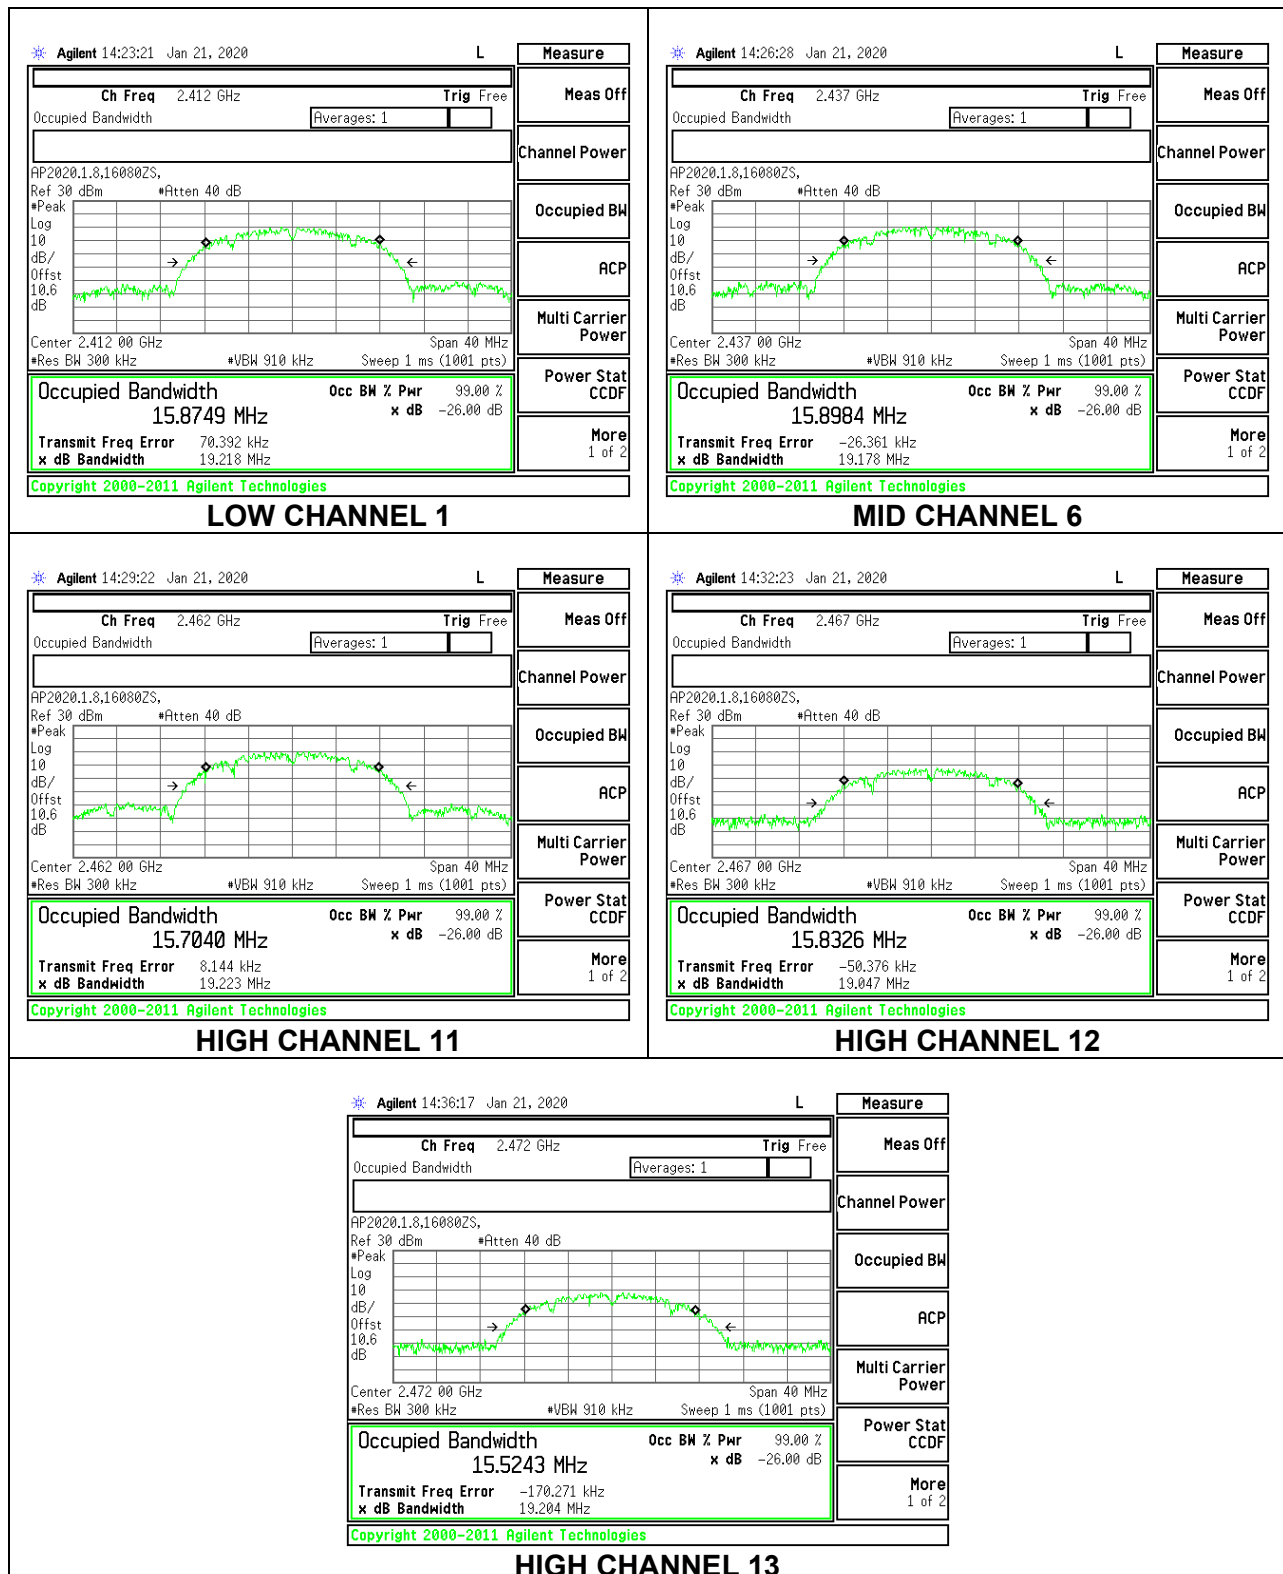 Agilent 14:23:21 Jan 21, 2020 L Measure
Ch Freq 2.412 GHz Trig Free
Meas Off
Occupied Bandwidth Averages: 1
Channel Power
AP2020.1.8,16080ZS,
Ref 30 dBm #Atten 40 dB
#Peak
Log
10
dB/
Offst
10.6
dB
Occupied BW
ACP
Multi Carrier
Power
Center 2.412 00 GHz Span 40 MHz
#Res BW 300 kHz #VBW 910 kHz Sweep 1 ms (1001 pts)
Power Stat
CCDF
Occupied Bandwidth Occ BW % Pwr 99.00 %
15.8749 MHz x dB -26.00 dB
Transmit Freq Error 70.392 kHz
x dB Bandwidth 19.218 MHz
More
1 of 2
Copyright 2000-2011 Agilent Technologies
LOW CHANNEL 1
Agilent 14:26:28 Jan 21, 2020 L Measure
Ch Freq 2.437 GHz Trig Free
Meas Off
Occupied Bandwidth Averages: 1
Channel Power
AP2020.1.8,16080ZS,
Ref 30 dBm #Atten 40 dB
#Peak
Log
10
dB/
Offst
10.6
dB
Occupied BW
ACP
Multi Carrier
Power
Center 2.437 00 GHz Span 40 MHz
#Res BW 300 kHz #VBW 910 kHz Sweep 1 ms (1001 pts)
Power Stat
CCDF
Occupied Bandwidth Occ BW % Pwr 99.00 %
15.8984 MHz x dB -26.00 dB
Transmit Freq Error -26.361 kHz
x dB Bandwidth 19.178 MHz
More
1 of 2
Copyright 2000-2011 Agilent Technologies
MID CHANNEL 6
Agilent 14:29:22 Jan 21, 2020 L Measure
Ch Freq 2.462 GHz Trig Free
Meas Off
Occupied Bandwidth Averages: 1
Channel Power
AP2020.1.8,16080ZS,
Ref 30 dBm #Atten 40 dB
#Peak
Log
10
dB/
Offst
10.6
dB
Occupied BW
ACP
Multi Carrier
Power
Center 2.462 00 GHz Span 40 MHz
#Res BW 300 kHz #VBW 910 kHz Sweep 1 ms (1001 pts)
Power Stat
CCDF
Occupied Bandwidth Occ BW % Pwr 99.00 %
15.7040 MHz x dB -26.00 dB
Transmit Freq Error 8.144 kHz
x dB Bandwidth 19.223 MHz
More
1 of 2
Copyright 2000-2011 Agilent Technologies
HIGH CHANNEL 11
Agilent 14:32:23 Jan 21, 2020 L Measure
Ch Freq 2.467 GHz Trig Free
Meas Off
Occupied Bandwidth Averages: 1
Channel Power
AP2020.1.8,16080ZS,
Ref 30 dBm #Atten 40 dB
#Peak
Log
10
dB/
Offst
10.6
dB
Occupied BW
ACP
Multi Carrier
Power
Center 2.467 00 GHz Span 40 MHz
#Res BW 300 kHz #VBW 910 kHz Sweep 1 ms (1001 pts)
Power Stat
CCDF
Occupied Bandwidth Occ BW % Pwr 99.00 %
15.8326 MHz x dB -26.00 dB
Transmit Freq Error -50.376 kHz
x dB Bandwidth 19.047 MHz
More
1 of 2
Copyright 2000-2011 Agilent Technologies
HIGH CHANNEL 12
Agilent 14:36:17 Jan 21, 2020 L Measure
Ch Freq 2.472 GHz Trig Free
Meas Off
Occupied Bandwidth Averages: 1
Channel Power
AP2020.1.8,16080ZS,
Ref 30 dBm #Atten 40 dB
#Peak
Log
10
dB/
Offst
10.6
dB
Occupied BW
ACP
Multi Carrier
Power
Center 2.472 00 GHz Span 40 MHz
#Res BW 300 kHz #VBW 910 kHz Sweep 1 ms (1001 pts)
Power Stat
CCDF
Occupied Bandwidth Occ BW % Pwr 99.00 %
15.5243 MHz x dB -26.00 dB
Transmit Freq Error -170.271 kHz
x dB Bandwidth 19.204 MHz
More
1 of 2
Copyright 2000-2011 Agilent Technologies
HIGH CHANNEL 13